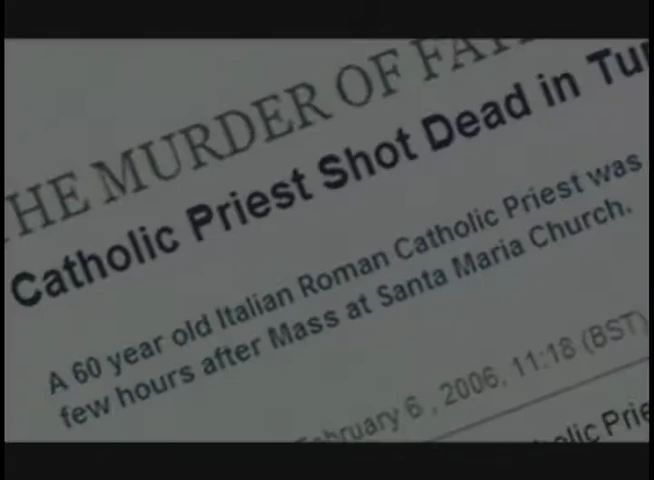 HE MURDER OF FA
Catholic Priest Shot Dead in Tu
A 60 year old Italian Roman Catholic Priest was
few hours after Mass at Santa Maria Church.
February 6 , 2006, 11:18 (BST)
olic Prie